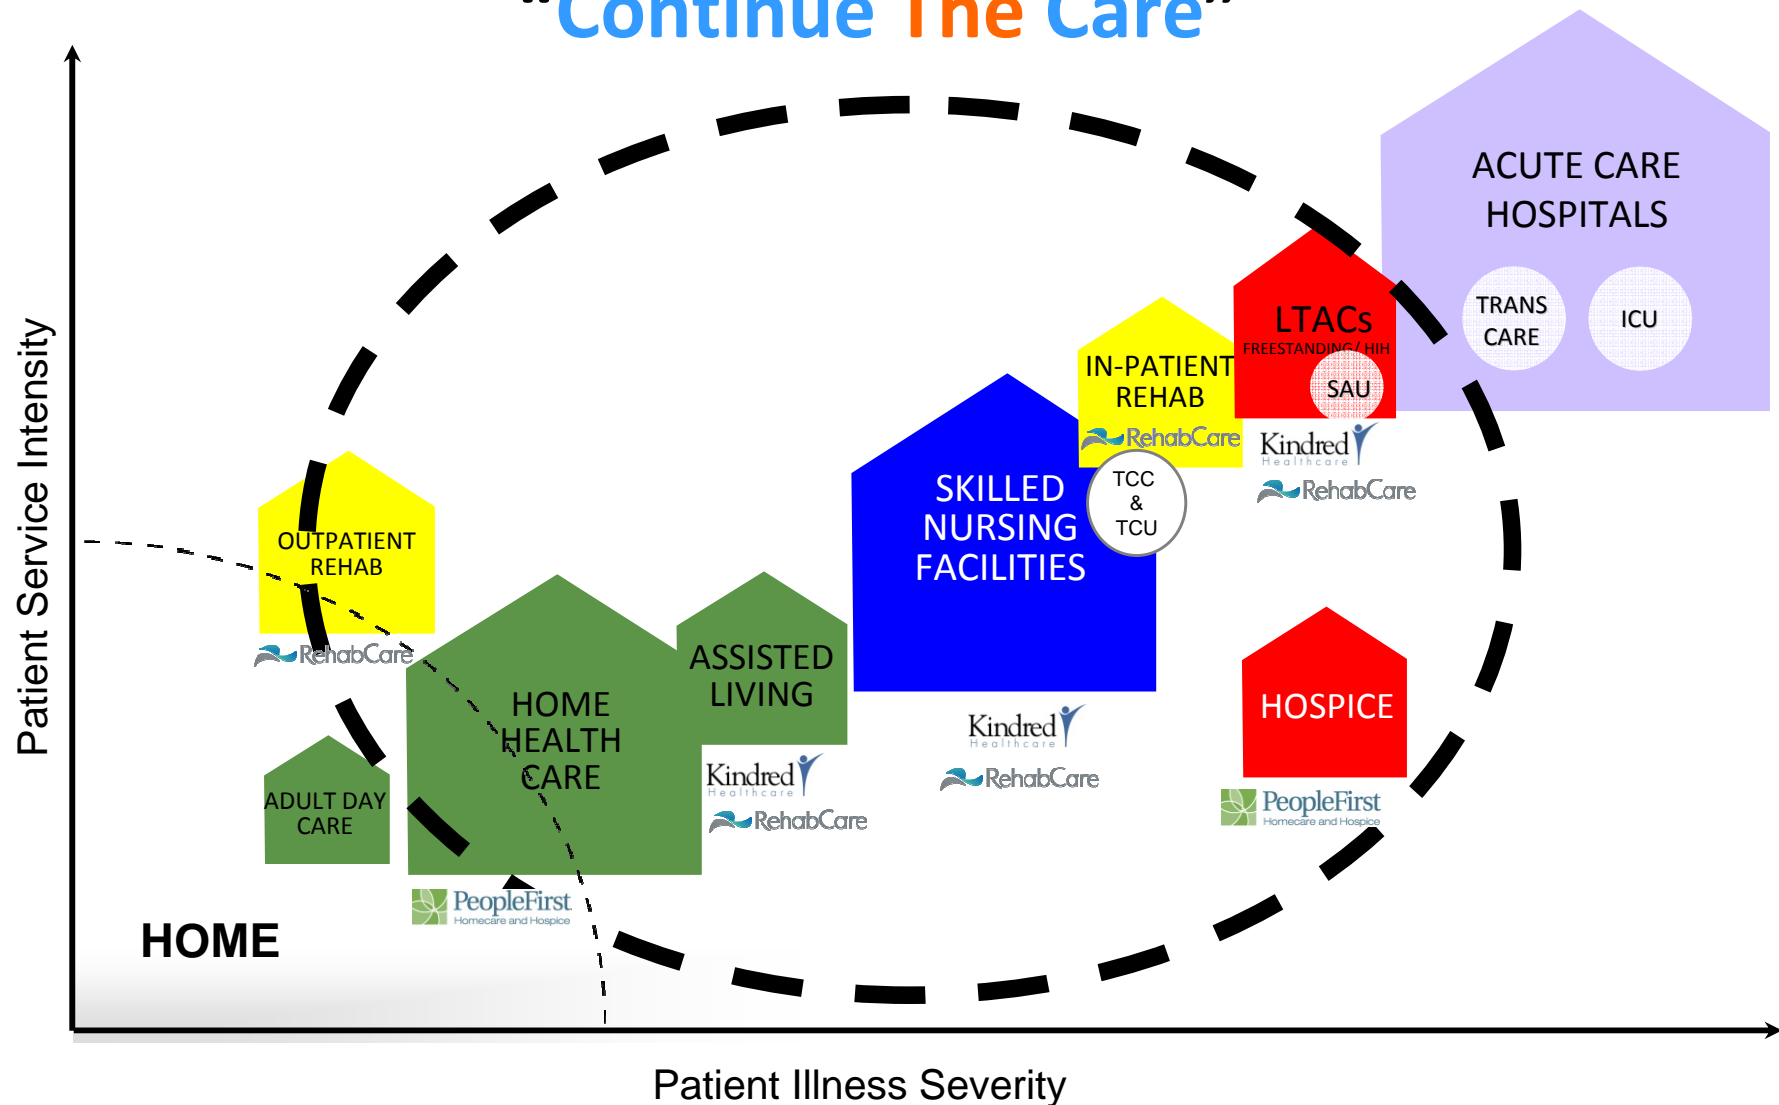 "Continue The Care"
Patient Service Intensity
ACUTE CARE
HOSPITALS
TRANS
CARE
ICU
LTACs
FREESTANDING/ HIH
SAU
Kindred
Healthcare
RehabCare
IN-PATIENT
REHAB
RehabCare
TCC
&
TCU
SKILLED
NURSING
FACILITIES
Kindred
Healthcare
RehabCare
OUTPATIENT
REHAB
RehabCare
HOME
HEALTH
CARE
PeopleFirst
Homecare and Hospice
ASSISTED
LIVING
Kindred
Healthcare
RehabCare
HOSPICE
PeopleFirst
Homecare and Hospice
ADULT DAY
CARE
HOME
Patient Illness Severity